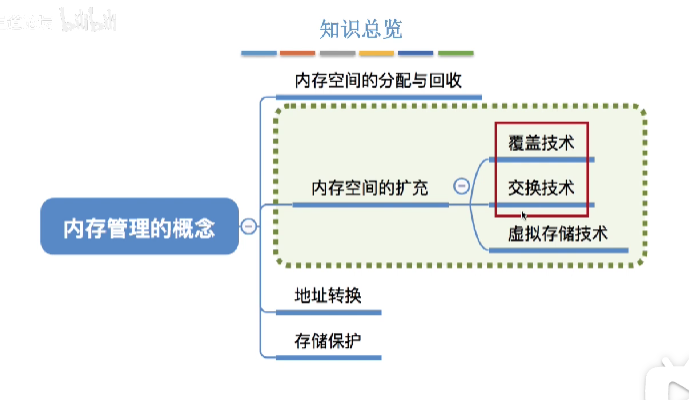 知识总览
内存空间的分配与回收
覆盖技术
内存空间的扩充
交换技术
内存管理的概念
虚拟存储技术
地址转换
存储保护